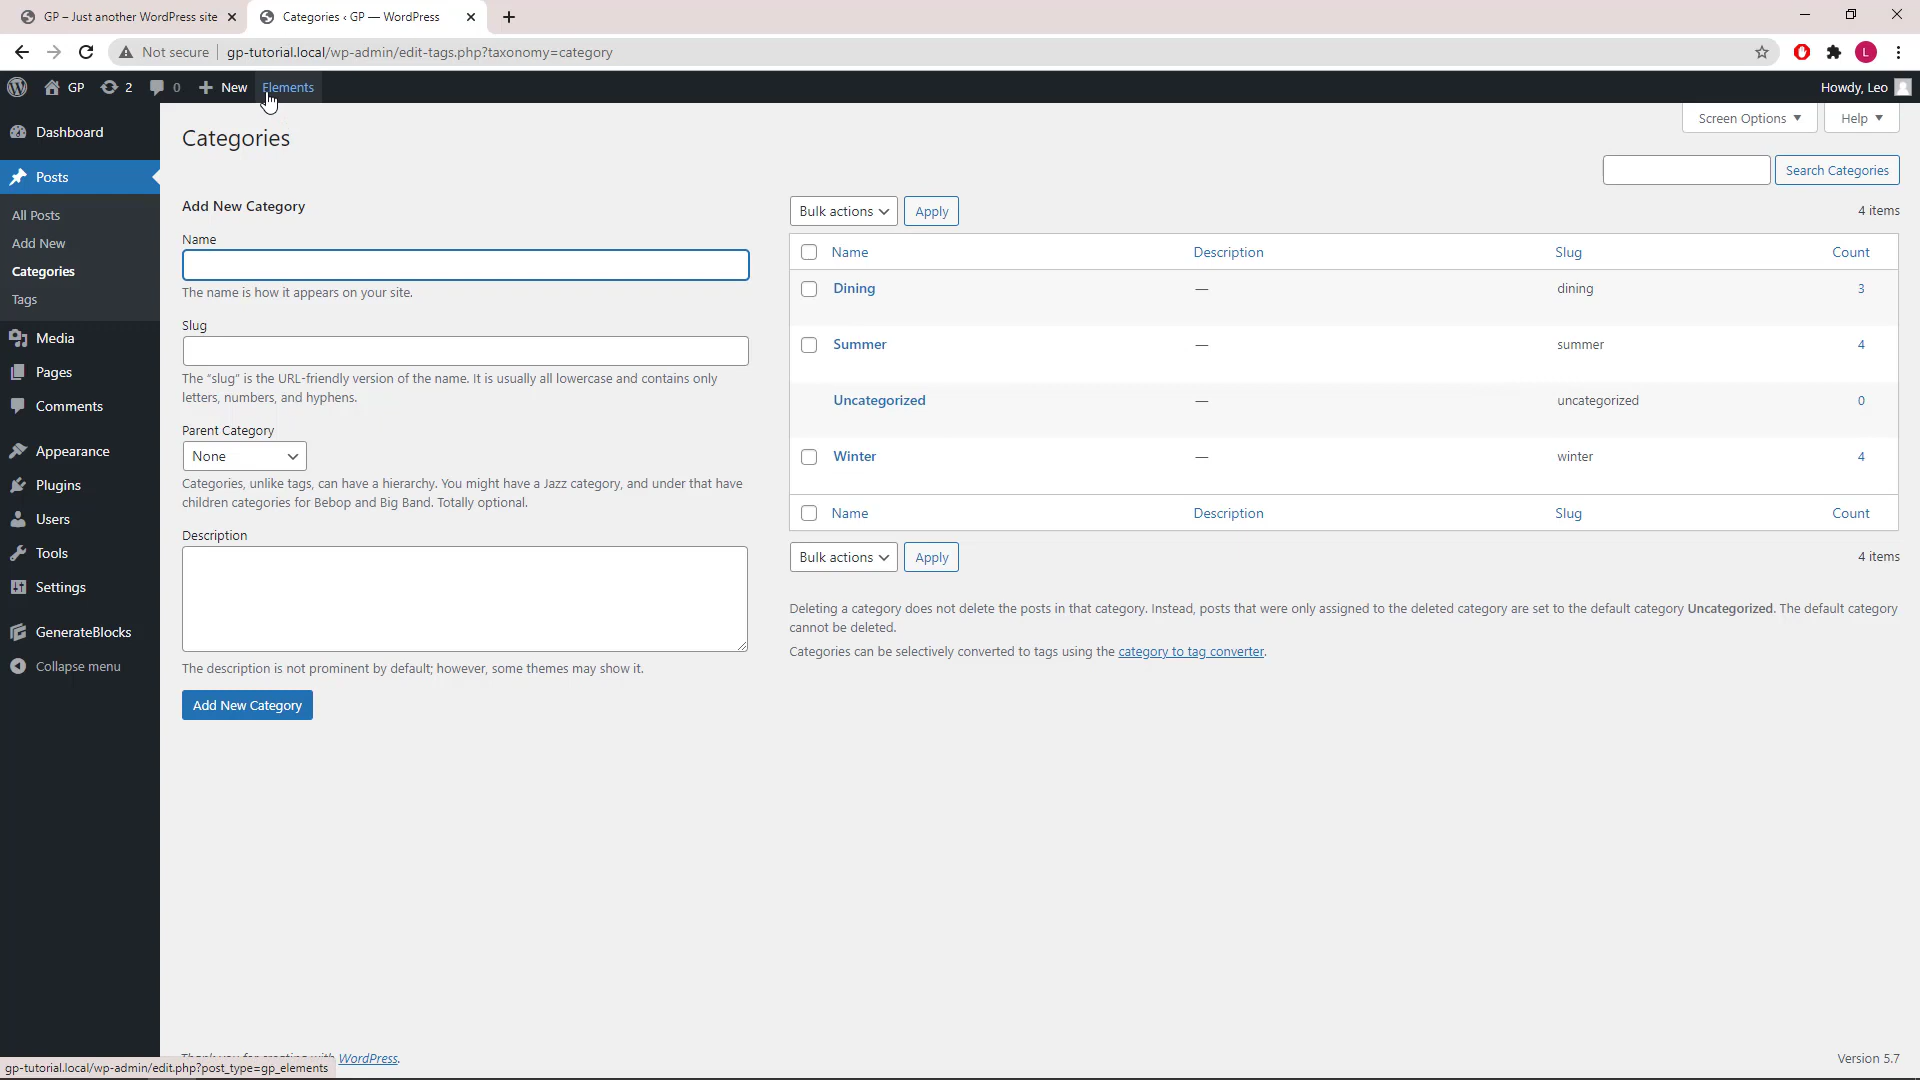 GP – Just another WordPress site
Categories ‹ GP — WordPress
Not secure
gp-tutorial.local/wp-admin/edit-tags.php?taxonomy=category
L
GP
2
0
New
Elements
Howdy, Leo
Dashboard
Posts
All Posts
Add New
Categories
Tags
Media
Pages
Comments
Appearance
Plugins
Users
Tools
Settings
GenerateBlocks
Collapse menu
Screen Options
Help
Categories
Search Categories
Add New Category
Name
The name is how it appears on your site.
Slug
The “slug” is the URL-friendly version of the name. It is usually all lowercase and contains only
letters, numbers, and hyphens.
Parent Category
None
Categories, unlike tags, can have a hierarchy. You might have a Jazz category, and under that have
children categories for Bebop and Big Band. Totally optional.
Description
The description is not prominent by default; however, some themes may show it.
Add New Category
Bulk actions
Apply
4 items
Name Description Slug Count
Dining — dining 3
Summer — summer 4
Uncategorized — uncategorized 0
Winter — winter 4
Name Description Slug Count
Bulk actions
Apply
4 items
Deleting a category does not delete the posts in that category. Instead, posts that were only assigned to the deleted category are set to the default category Uncategorized. The default category
cannot be deleted.
Categories can be selectively converted to tags using the category to tag converter.
Thank you for creating with WordPress.
Version 5.7
gp-tutorial.local/wp-admin/edit.php?post_type=gp_elements